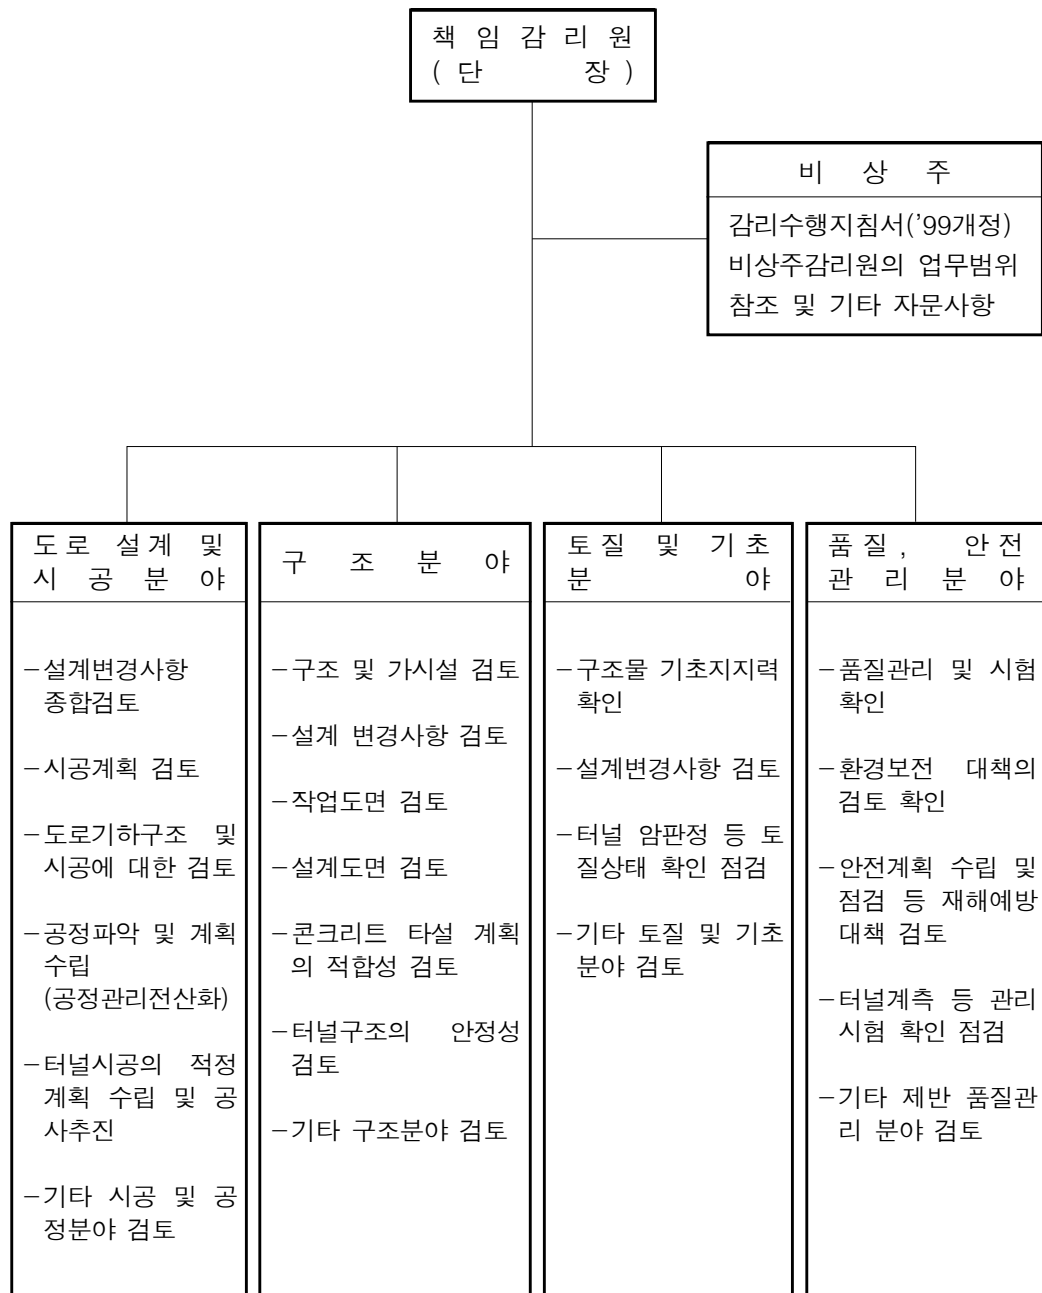 책 임 감 리 원
( 단 장 )
비 상 주
감리수행지침서('99개정)
비상주감리원의 업무범위
참조 및 기타 자문사항
도로 설계 및
시 공 분 야
–설계변경사항
종합검토
–시공계획 검토
–도로기하구조 및
시공에 대한 검토
–공정파악 및 계획
수립
(공정관리전산화)
–터널시공의 적정
계획 수립 및 공
사추진
–기타 시공 및 공
정분야 검토
구 조 분 야
–구조 및 가시설 검토
–설계 변경사항 검토
–작업도면 검토
–설계도면 검토
–콘크리트 타설 계획
의 적합성 검토
–터널구조의 안정성
검토
–기타 구조분야 검토
토질 및 기초
분 야
–구조물 기초지지력
확인
–설계변경사항 검토
–터널 암판정 등 토
질상태 확인 점검
–기타 토질 및 기초
분야 검토
품질, 안전
관 리 분 야
–품질관리 및 시험
확인
–환경보전 대책의
검토 확인
–안전계획 수립 및
점검 등 재해예방
대책 검토
–터널계측 등 관리
시험 확인 점검
–기타 제반 품질관
리 분야 검토